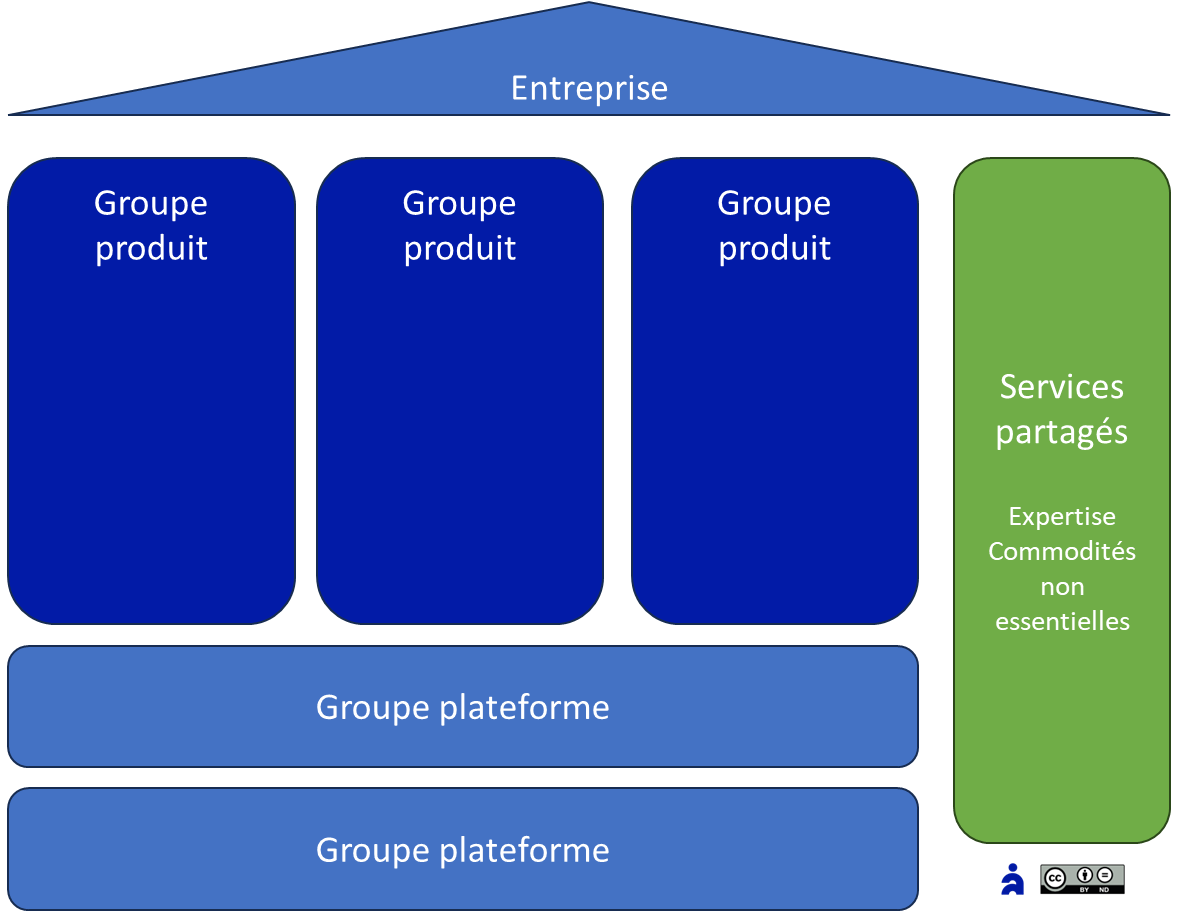 Entreprise
Groupe
produit
Groupe
produit
Groupe
produit
Services
partagés
Expertise
Commodités
non
essentielles
Groupe plateforme
Groupe plateforme
cc
BY ND